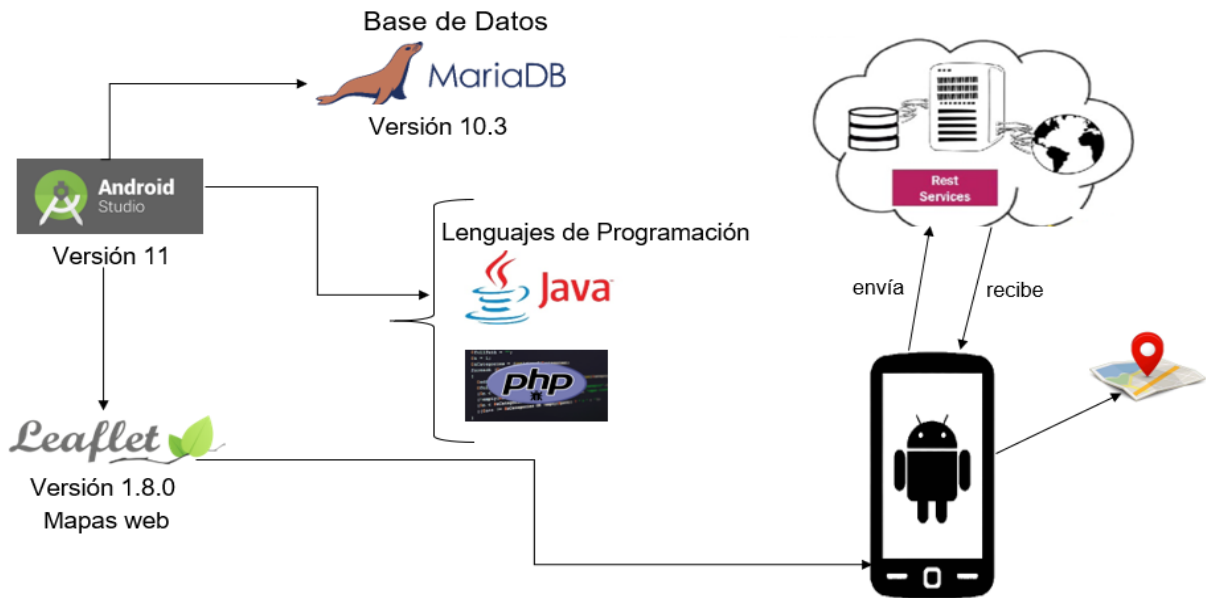 Base de Datos
MariaDB
Versión 10.3
Android
Studio
Versión 11
Lenguajes de Programación
Java
php
Leaflet
Versión 1.8.0
Mapas web
Rest
Services
envía
recibe